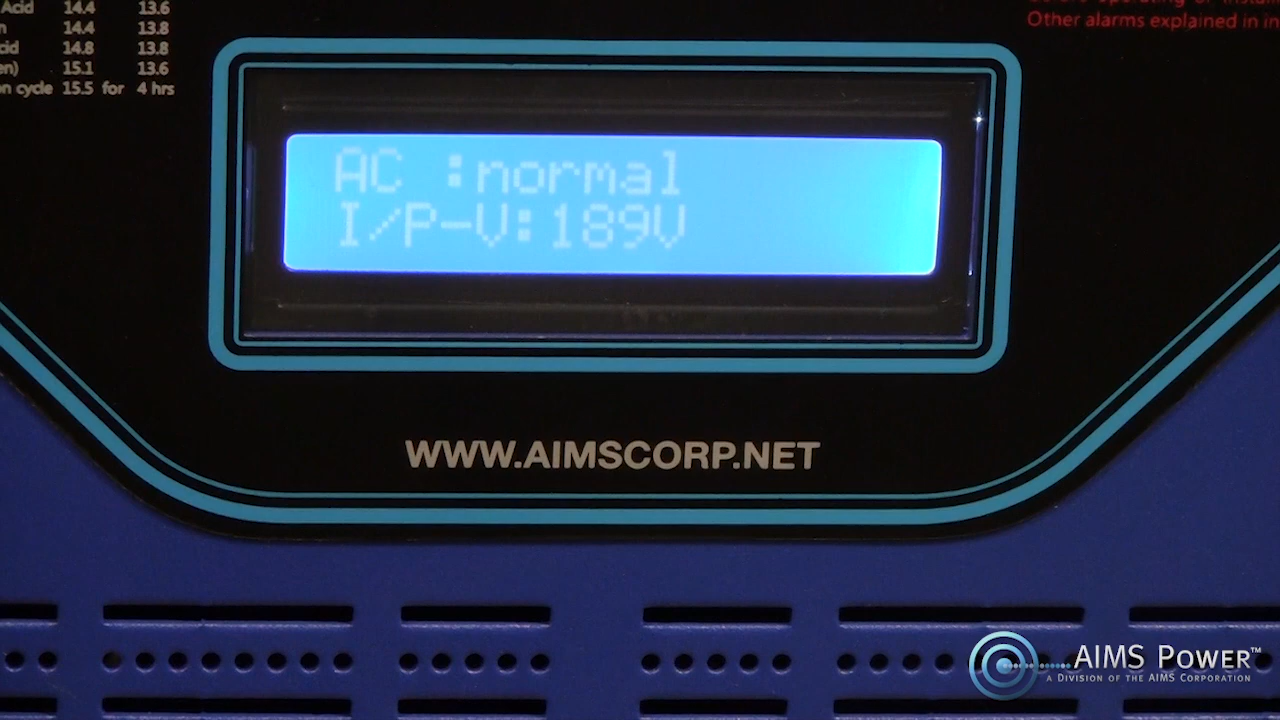 Acid 14.4 13.6
14.4 13.8
14.8 13.8
15.1 13.6
cycle 15.5 for 4 hrs
Other alarms explained in
AC :normal
I/P-V:189V
WWW.AIMSCORP.NET
AIMS POWER™
A DIVISION OF THE AIMS CORPORATION